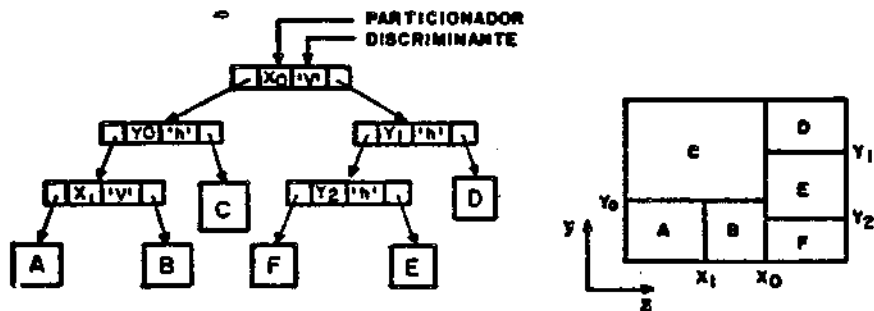 PARTICIONADOR
DISCRIMINANTE
X0 'V'
Y0 'h'
Y1 'h'
X1 'V'
C
Y2 'h'
D
A
B
F
E
C
D
Y1
E
Y0
A
B
Y2
F
y
X1
X0